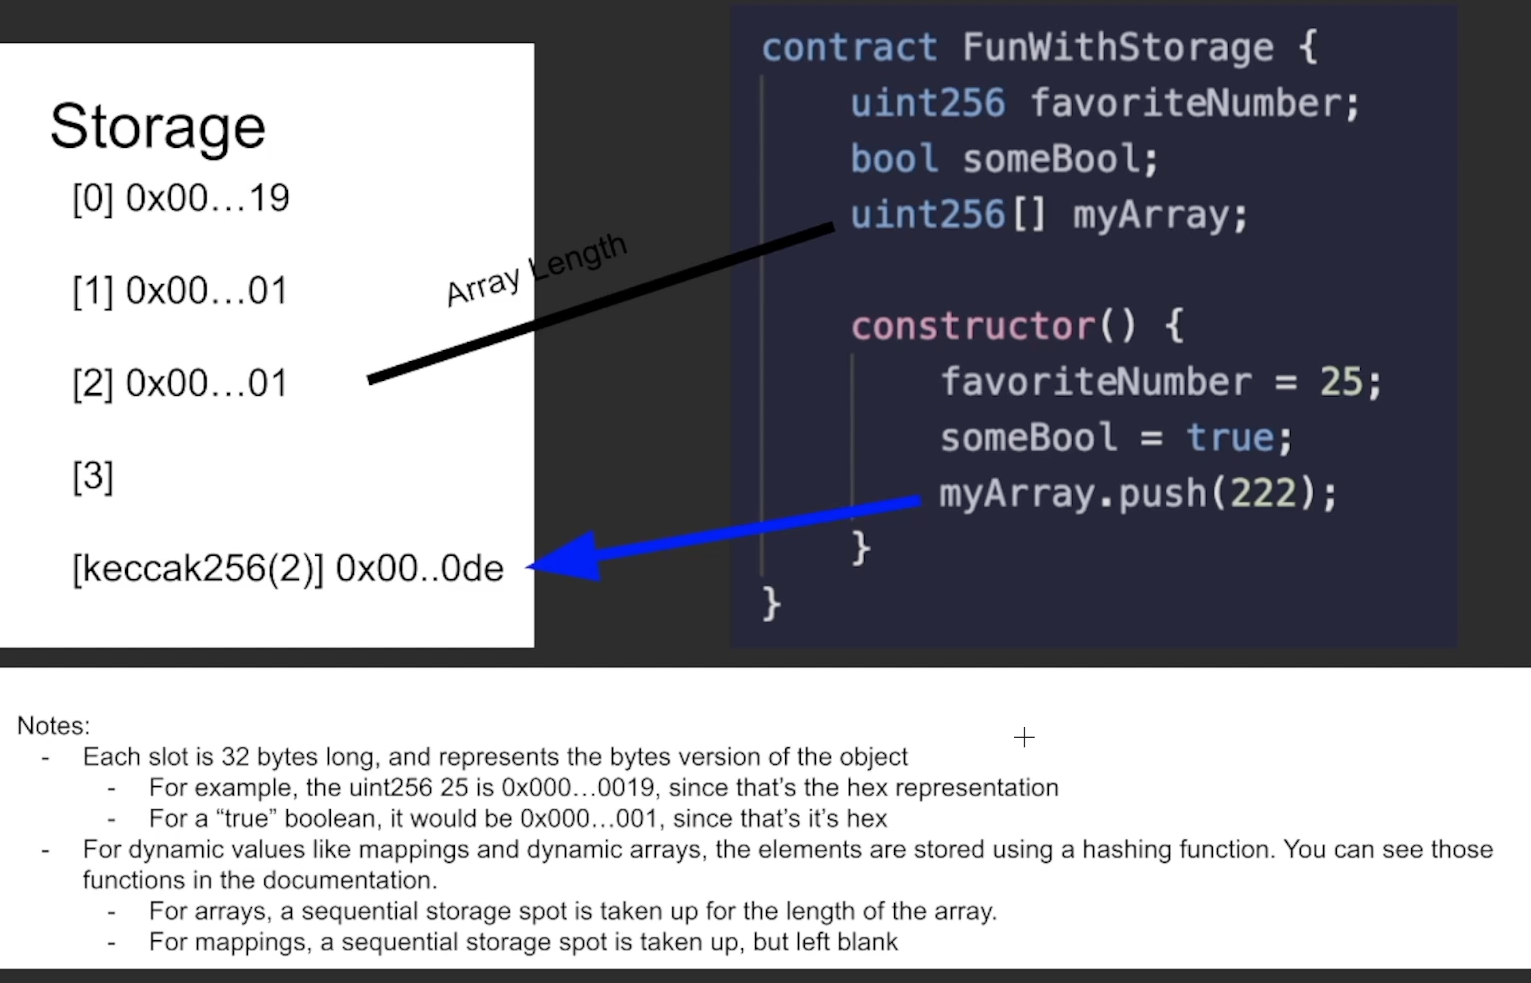 Storage
[0] 0x00...19
[1] 0x00...01
[2] 0x00...01
[3]
[keccak256(2)] 0x00..0de
Array Length
contract FunWithStorage {
uint256 favoriteNumber;
bool someBool;
uint256[] myArray;
constructor() {
favoriteNumber = 25;
someBool = true;
myArray.push(222);
}
}
Notes:
- Each slot is 32 bytes long, and represents the bytes version of the object
- For example, the uint256 25 is 0x000...0019, since that's the hex representation
- For a “true” boolean, it would be 0x000...001, since that's it's hex
- For dynamic values like mappings and dynamic arrays, the elements are stored using a hashing function. You can see those
functions in the documentation.
- For arrays, a sequential storage spot is taken up for the length of the array.
- For mappings, a sequential storage spot is taken up, but left blank